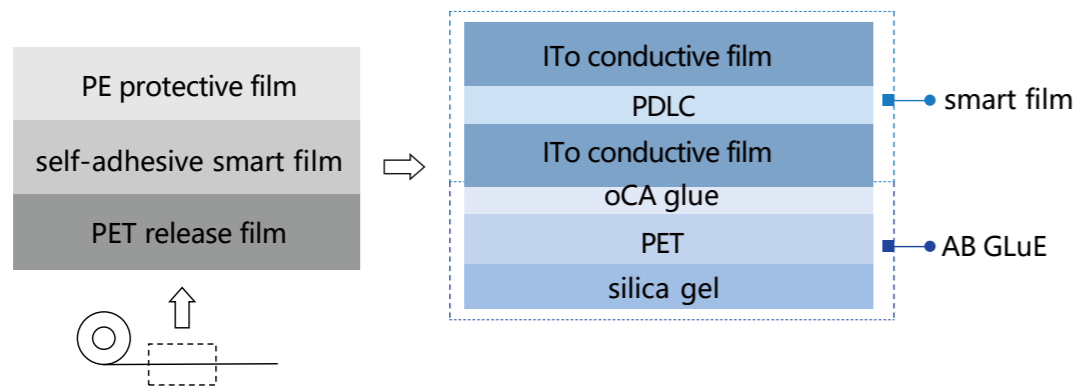 PE protective film
self-adhesive smart film
PET release film
ITo conductive film
PDLC
ITo conductive film
oCA glue
PET
silica gel
smart film
AB GLuE